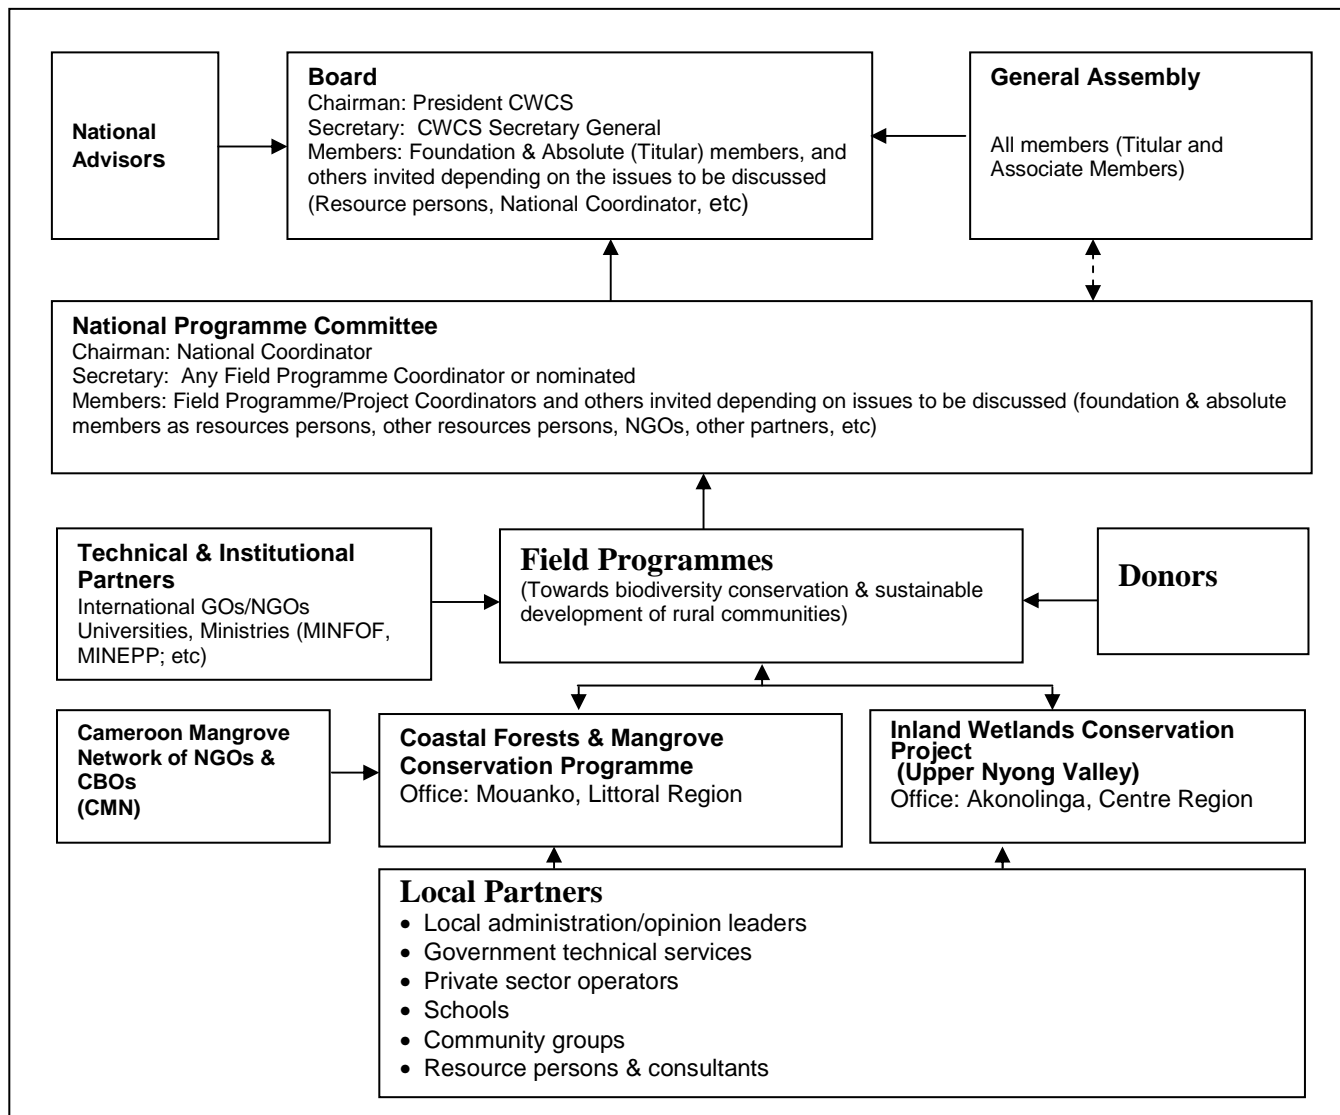 National
Advisors
Board
Chairman: President CWCS
Secretary: CWCS Secretary General
Members: Foundation & Absolute (Titular) members, and
others invited depending on the issues to be discussed
(Resource persons, National Coordinator, etc)
General Assembly
All members (Titular and
Associate Members)
National Programme Committee
Chairman: National Coordinator
Secretary: Any Field Programme Coordinator or nominated
Members: Field Programme/Project Coordinators and others invited depending on issues to be discussed (foundation & absolute
members as resources persons, other resources persons, NGOs, other partners, etc)
Technical & Institutional
Partners
International GOs/NGOs
Universities, Ministries (MINFOF,
MINEPP; etc)
Field Programmes
(Towards biodiversity conservation & sustainable
development of rural communities)
Donors
Cameroon Mangrove
Network of NGOs &
CBOs
(CMN)
Coastal Forests & Mangrove
Conservation Programme
Office: Mouanko, Littoral Region
Inland Wetlands Conservation
Project
(Upper Nyong Valley)
Office: Akonolinga, Centre Region
Local Partners
• Local administration/opinion leaders
• Government technical services
• Private sector operators
• Schools
• Community groups
• Resource persons & consultants